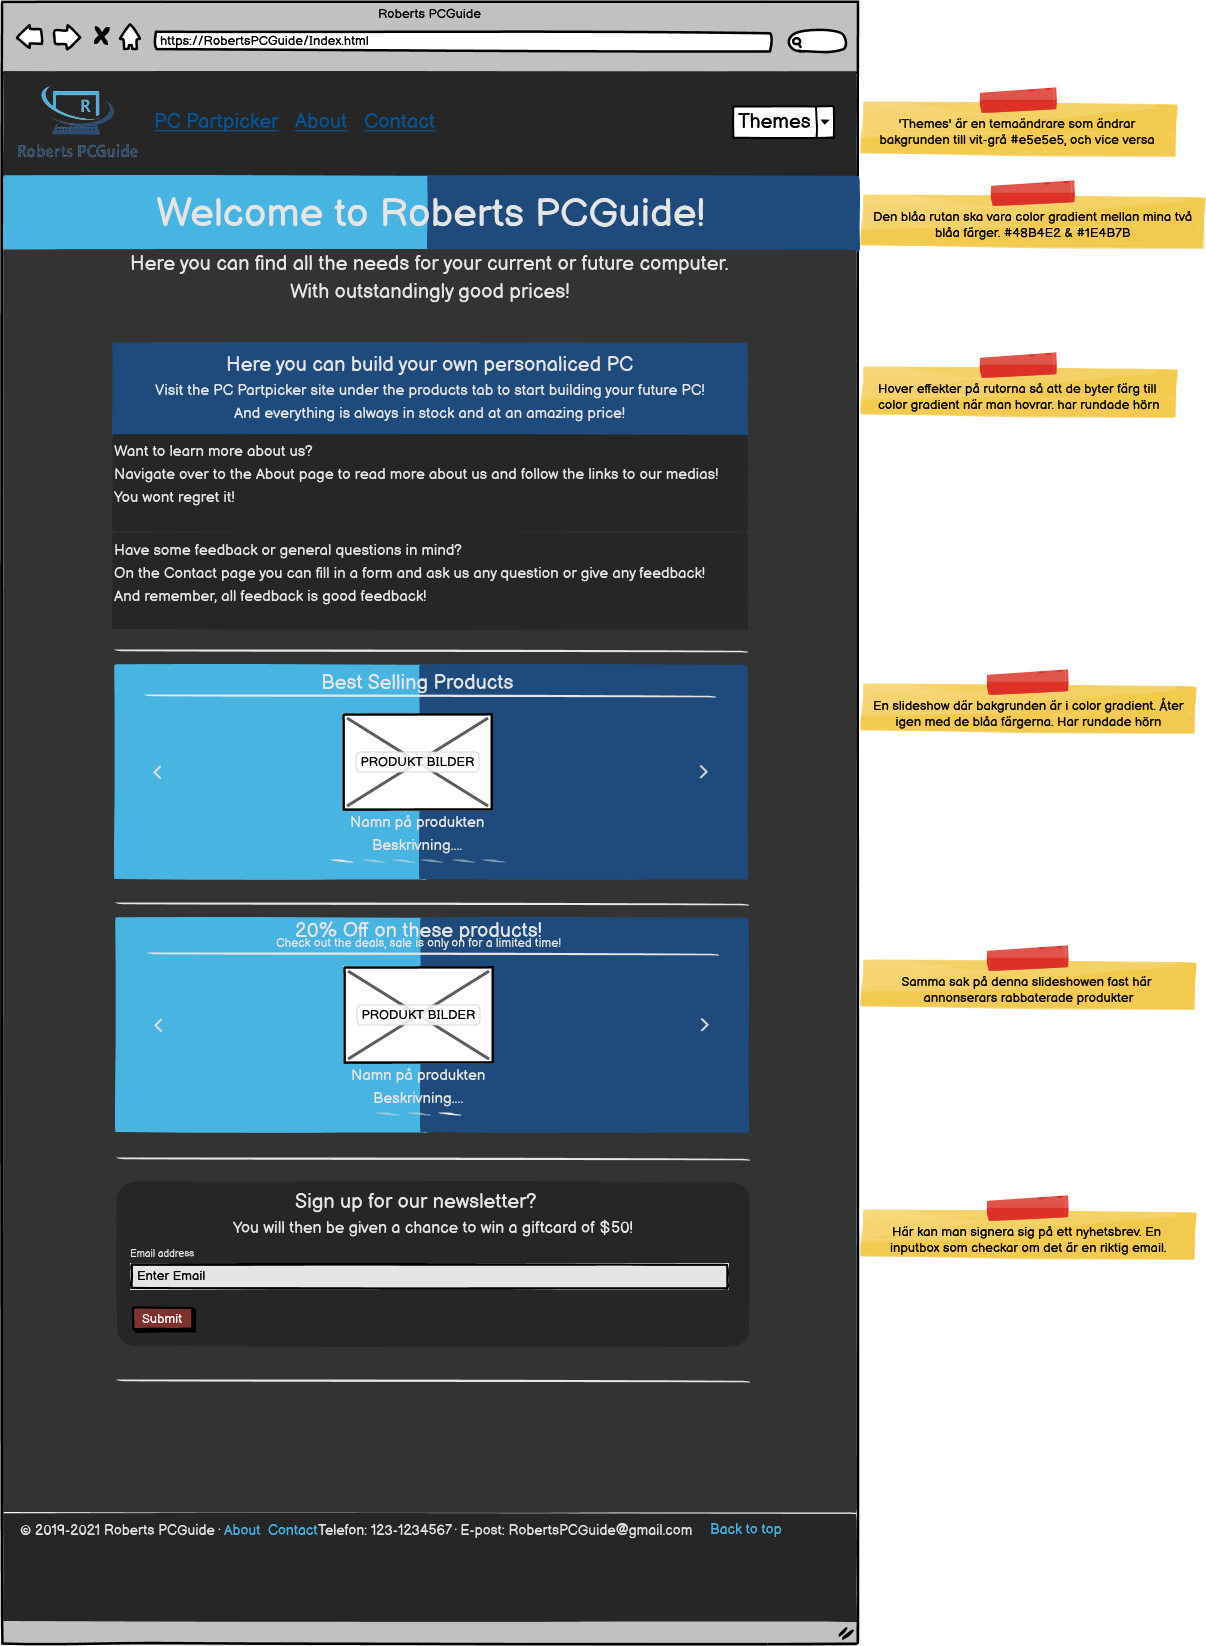 Roberts PCGuide
https://RobertsPCGuide/Index.html
R
Roberts PCGuide
PC Partpicker
About
Contact
Themes
'Themes' är en temaändrare som ändrar
bakgrunden till vit-grå #e5e5e5, och vice versa
Welcome to Roberts PCGuide!
Den blåa rutan ska vara color gradient mellan mina två
blåa färger. #48B4E2 & #1E4B7B
Here you can find all the needs for your current or future computer.
With outstandingly good prices!
Here you can build your own personaliced PC
Visit the PC Partpicker site under the products tab to start building your future PC!
And everything is always in stock and at an amazing price!
Hover effekter på rutorna så att de byter färg till
color gradient när man hovrar. har rundade hörn
Want to learn more about us?
Navigate over to the About page to read more about us and follow the links to our medias!
You wont regret it!
Have some feedback or general questions in mind?
On the Contact page you can fill in a form and ask us any question or give any feedback!
And remember, all feedback is good feedback!
Best Selling Products
En slideshow där bakgrunden är i color gradient. Åter
igen med de blåa färgerna. Har rundade hörn
PRODUKT BILDER
Namn på produkten
Beskrivning....
20% Off on these products!
Check out the deals, sale is only on for a limited time!
Samma sak på denna slideshowen fast här
annonserars rabbaterade produkter
PRODUKT BILDER
Namn på produkten
Beskrivning....
Sign up for our newsletter?
You will then be given a chance to win a giftcard of $50!
Här kan man signera sig på ett nyhetsbrev. En
inputbox som checkar om det är en riktig email.
Email address
Enter Email
Submit
© 2019-2021 Roberts PCGuide · About Contact Telefon: 123-1234567 · E-post: RobertsPCGuide@gmail.com Back to top